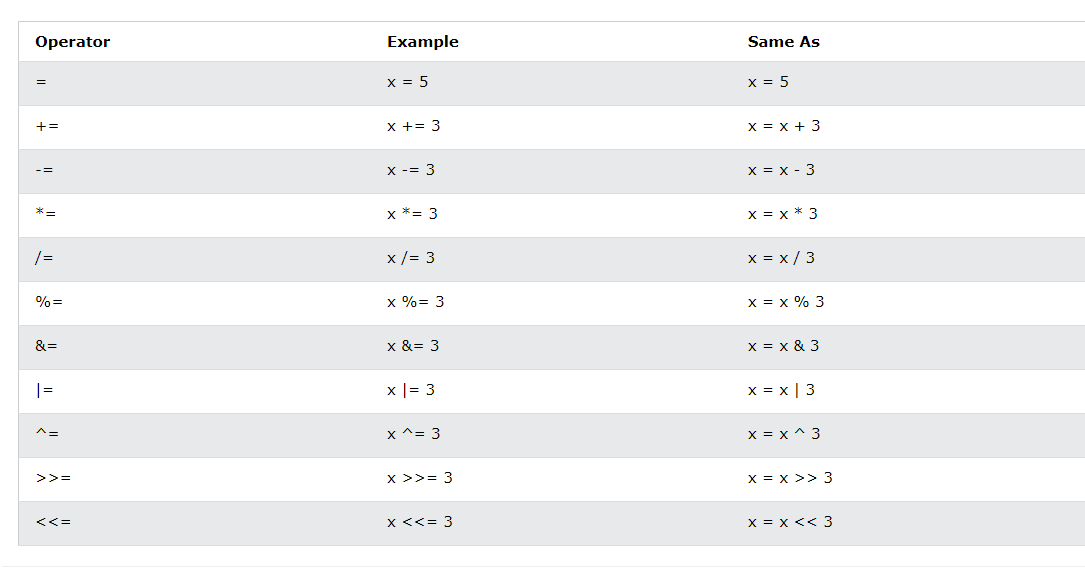 Operator Example Same As
= x = 5 x = 5
+= x += 3 x = x + 3
-= x -= 3 x = x - 3
*= x *= 3 x = x * 3
/= x /= 3 x = x / 3
%= x %= 3 x = x % 3
&= x &= 3 x = x & 3
|= x |= 3 x = x | 3
^= x ^= 3 x = x ^ 3
>>= x >>= 3 x = x >> 3
<<= x <<= 3 x = x << 3